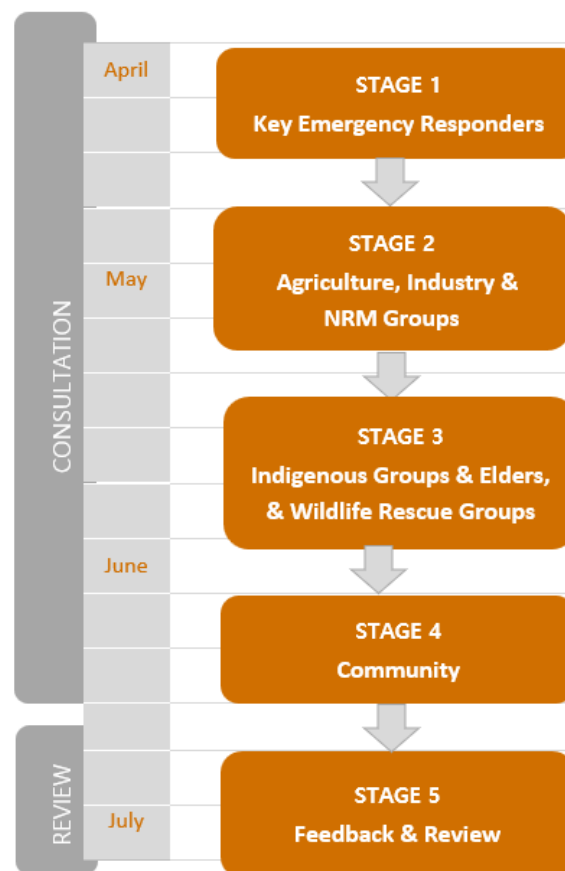 CONSULTATION
April
STAGE 1
Key Emergency Responders
May
STAGE 2
Agriculture, Industry &
NRM Groups
STAGE 3
Indigenous Groups & Elders,
& Wildlife Rescue Groups
June
STAGE 4
Community
REVIEW
July
STAGE 5
Feedback & Review